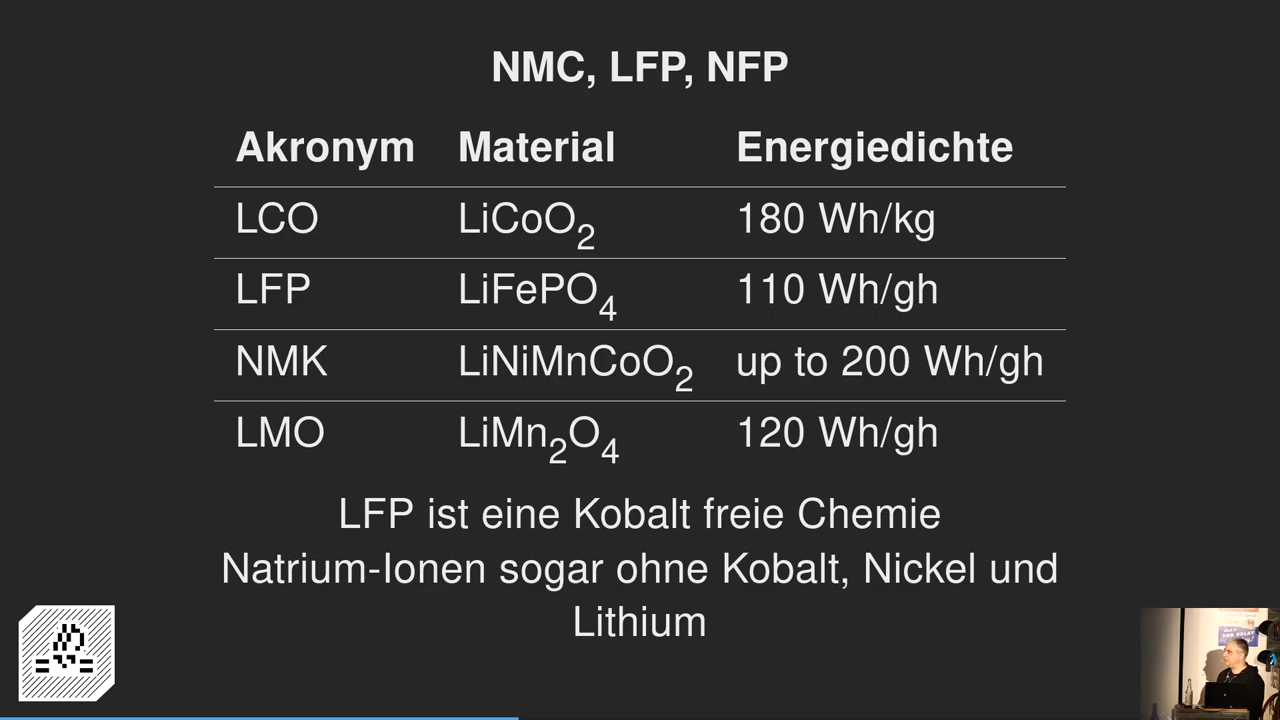 NMC, LFP, NFP
Akronym Material Energiedichte
LCO LiCoO₂ 180 Wh/kg
LFP LiFePO₄ 110 Wh/gh
NMK LiNiMnCoO₂ up to 200 Wh/gh
LMO LiMn₂O₄ 120 Wh/gh
LFP ist eine Kobalt freie Chemie
Natrium-Ionen sogar ohne Kobalt, Nickel und
Lithium
TOR RELAY